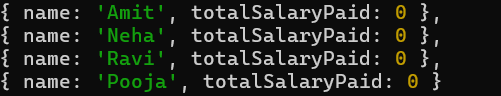 { name: 'Amit', totalSalaryPaid: 0 },
{ name: 'Neha', totalSalaryPaid: 0 },
{ name: 'Ravi', totalSalaryPaid: 0 },
{ name: 'Pooja', totalSalaryPaid: 0 }